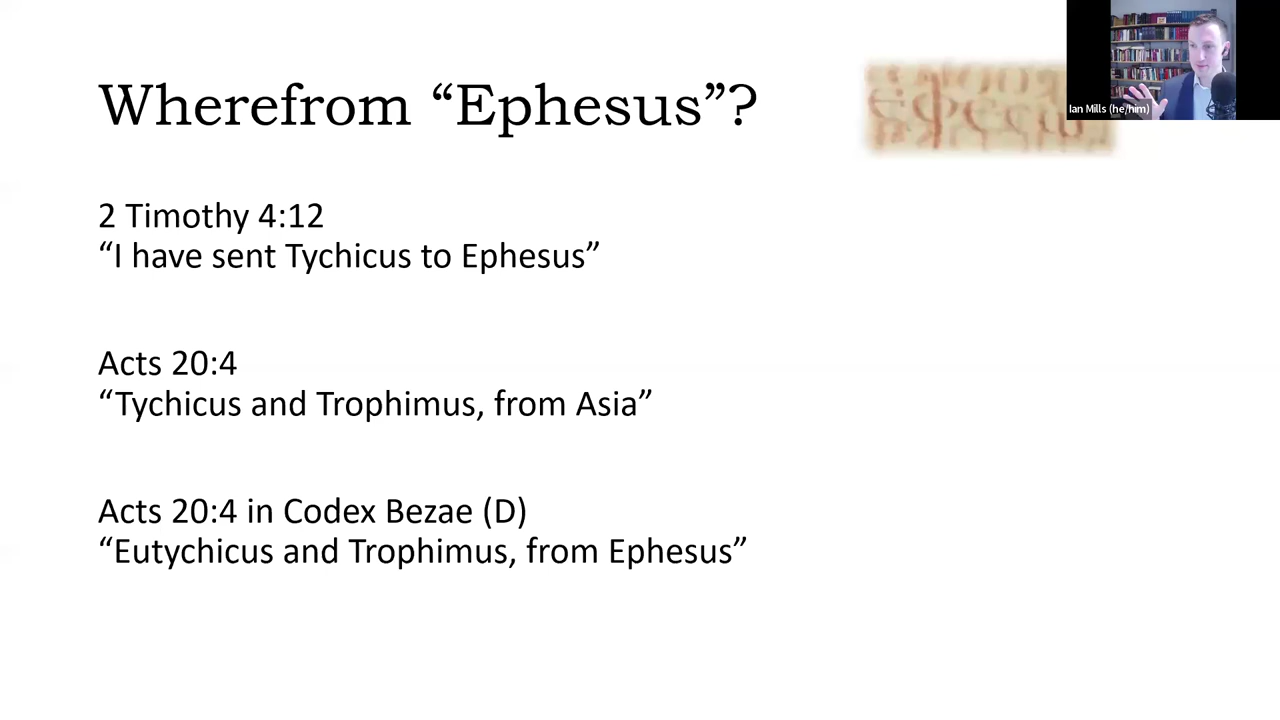 Wherefrom “Ephesus”?
Ian Mills (he/him)
2 Timothy 4:12
“I have sent Tychicus to Ephesus”
Acts 20:4
“Tychicus and Trophimus, from Asia”
Acts 20:4 in Codex Bezae (D)
“Eutychicus and Trophimus, from Ephesus”